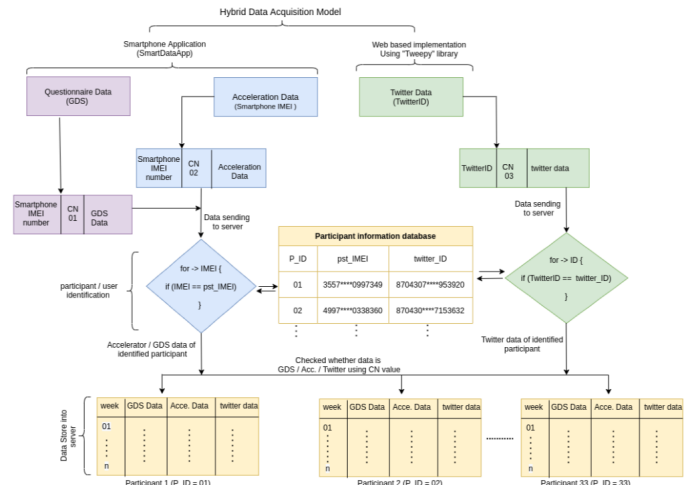 Hybrid Data Acquisition Model
Smartphone Application
(SmartDataApp)
Web based implementation
Using "Tweepy" library
Questionnaire Data
(GDS)
Acceleration Data
(Smartphone IMEI )
Twitter Data
(TwitterID)
Smartphone
IMEI
number
CN
02
Acceleration
Data
TwitterID
CN
03
twitter data
Smartphone
IMEI
number
CN
01
GDS
Data
Data sending
to server
Data sending
to server
Participant information database
P_ID
pst_IMEI
twitter_ID
01
3557****0997349
8704307****953920
02
4997****0338360
870430****7153632
participant / user
identification
for -> IMEI {
if (IMEI == pst_IMEI)
}
for -> ID {
if (TwitterID == twitter_ID)
}
Accelerator / GDS data of
identified participant
Twitter data of identified
participant
Checked whether data is
GDS / Acc. / Twitter using CN value
Data Store into
server
week
GDS Data
Acce. Data
twitter data
01
n
Participant 1 (P_ID = 01)
week
GDS Data
Acce. Data
twitter data
01
n
Participant 2 (P_ID = 02)
week
GDS Data
Acce. Data
twitter data
01
n
Participant 33 (P_ID = 33)